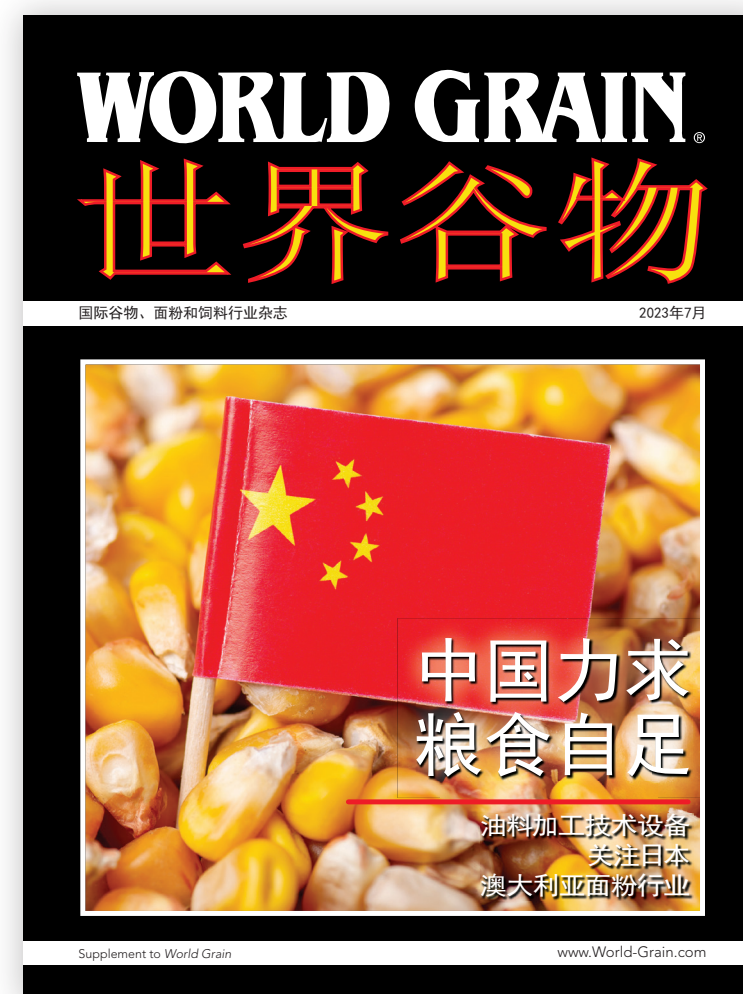 WORLD GRAIN®
世界谷物
国际谷物、面粉和饲料行业杂志
2023年7月
中国力求
粮食自足
油料加工技术设备
关注日本
澳大利亚面粉行业
Supplement to World Grain
www.World-Grain.com